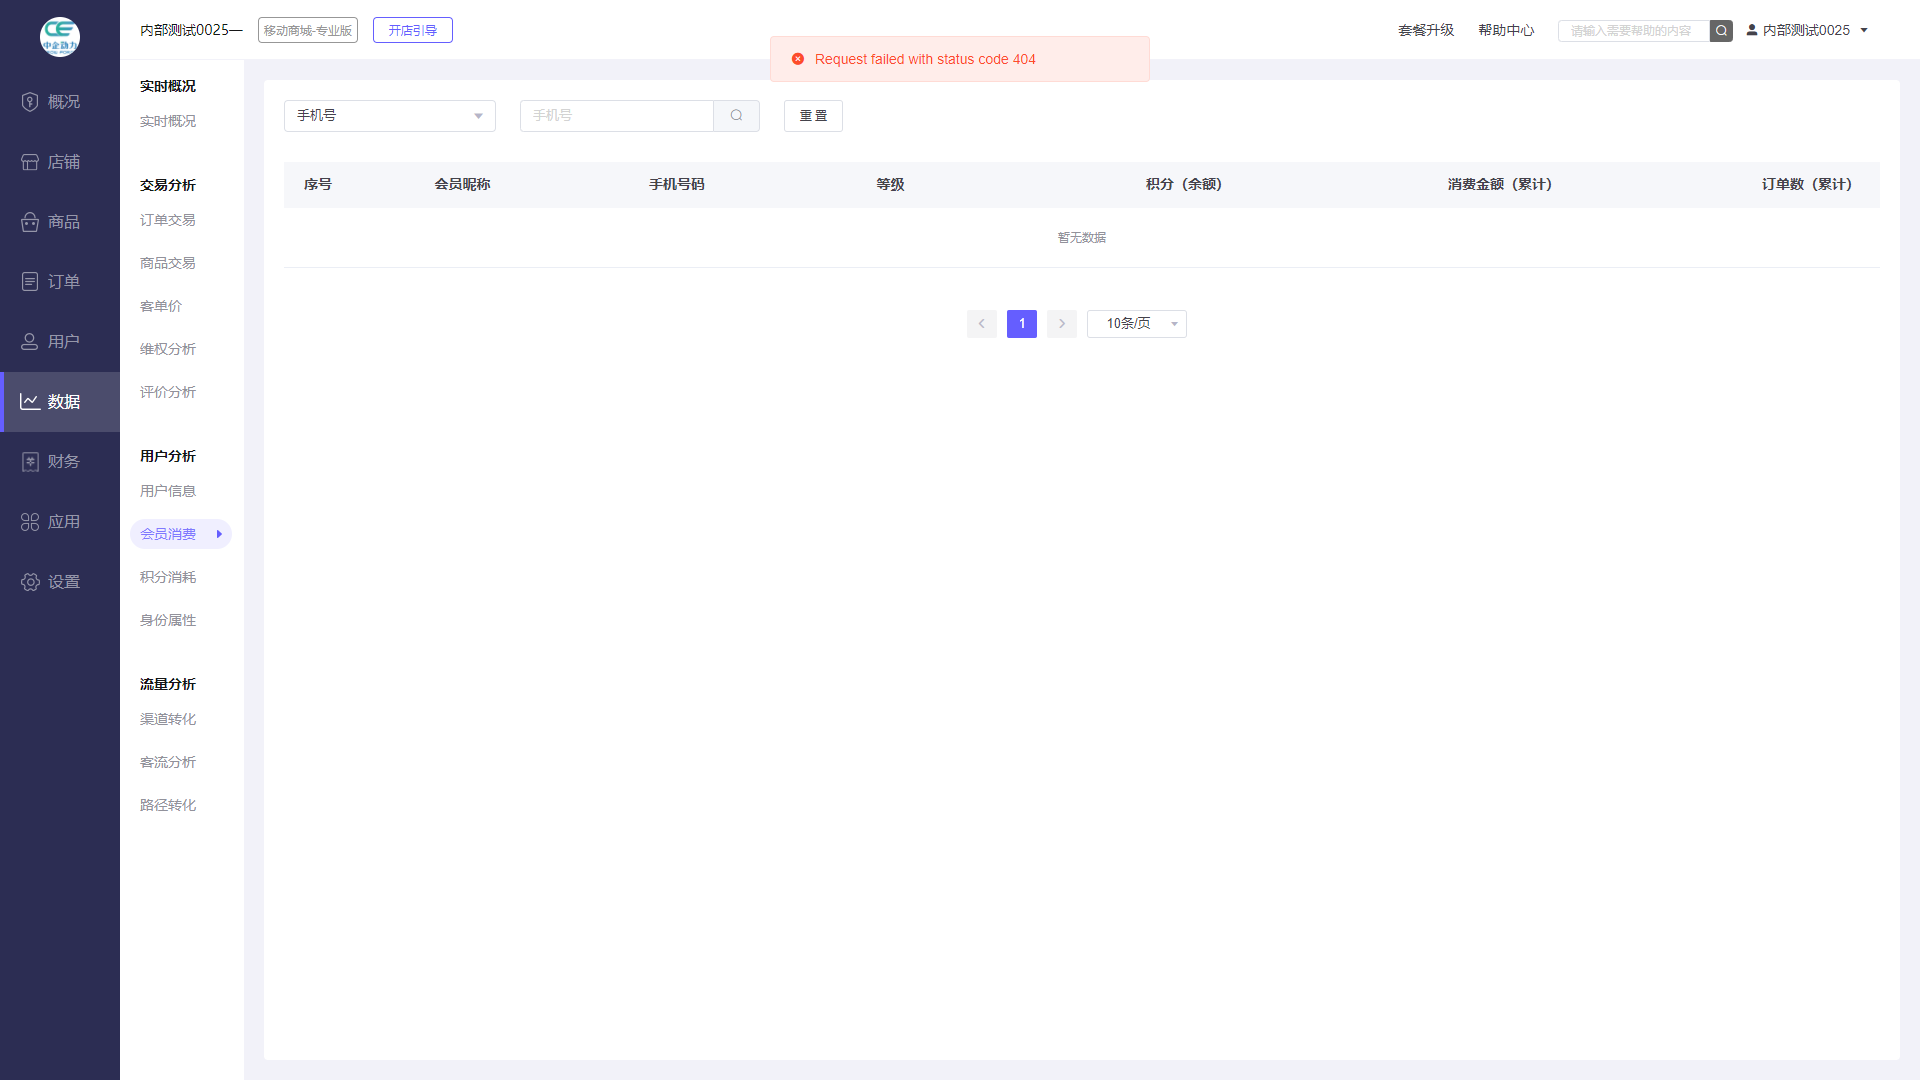 中企动力
内部测试0025—
移动商城-专业版
开店引导
套餐升级
帮助中心
请输入需要帮助的内容
内部测试0025
Request failed with status code 404
概况
店铺
商品
订单
用户
数据
财务
应用
设置
实时概况
实时概况
交易分析
订单交易
商品交易
客单价
维权分析
评价分析
用户分析
用户信息
会员消费
积分消耗
身份属性
流量分析
渠道转化
客流分析
路径转化
手机号
手机号
重置
序号 会员昵称 手机号码 等级 积分（余额） 消费金额（累计） 订单数（累计）
暂无数据
1
10条/页